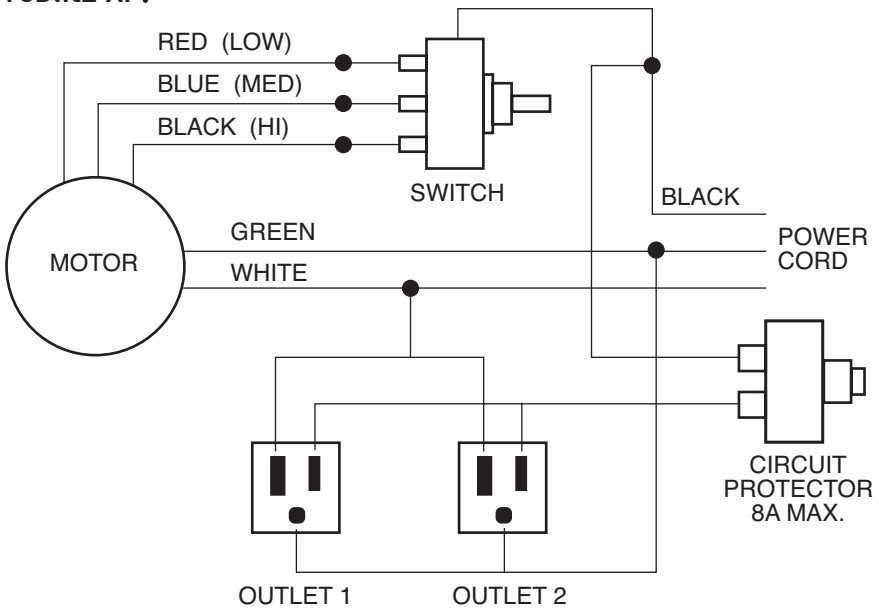 RED (LOW)
BLUE (MED)
BLACK (HI)
SWITCH
BLACK
GREEN
POWER
CORD
MOTOR
WHITE
CIRCUIT
PROTECTOR
8A MAX.
OUTLET 1
OUTLET 2